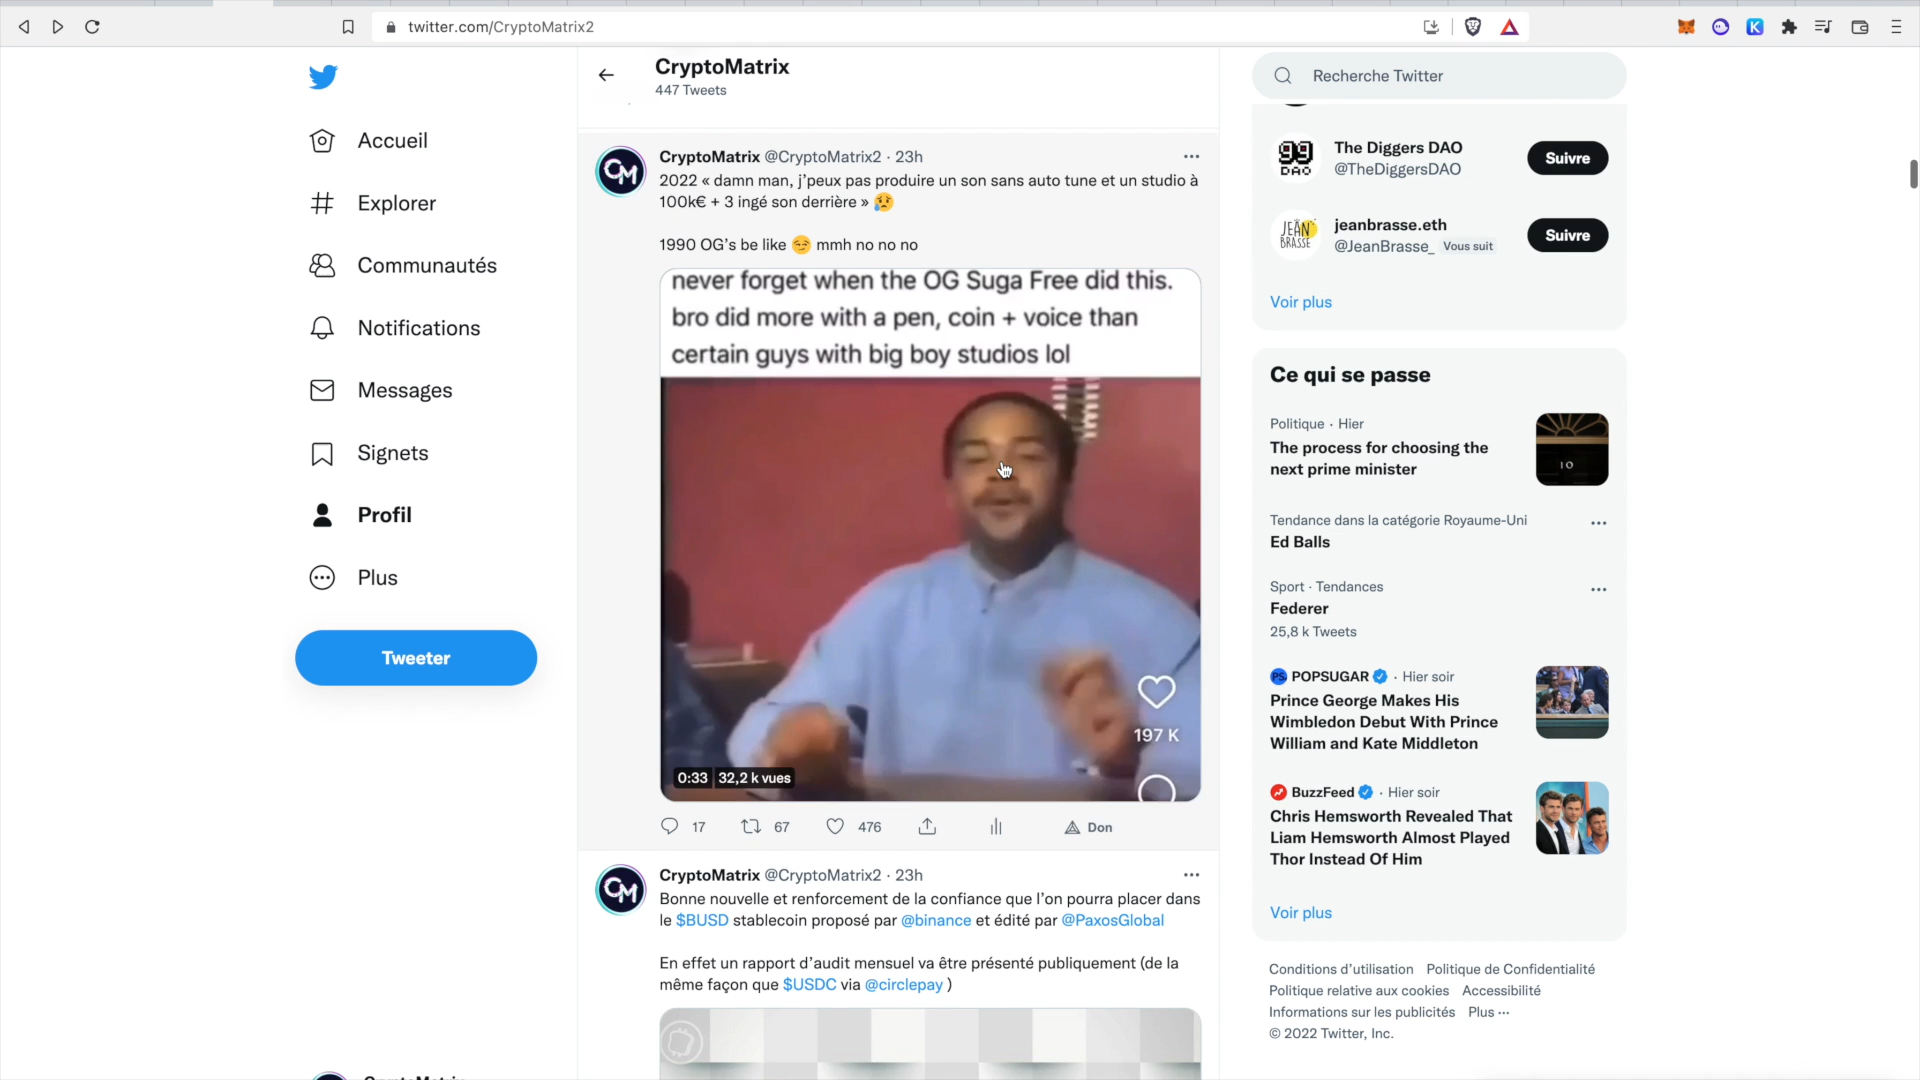 twitter.com/CryptoMatrix2
CryptoMatrix
447 Tweets
Recherche Twitter
Accueil
Explorer
Communautés
Notifications
Messages
Signets
Profil
Plus
Tweeter
CM
CryptoMatrix @CryptoMatrix2 · 23h
2022 « damn man, j’peux pas produire un son sans auto tune et un studio à
100k€ + 3 ingé son derrière » 😥
1990 OG’s be like 😏 mmh no no no
never forget when the OG Suga Free did this.
bro did more with a pen, coin + voice than
certain guys with big boy studios lol
197 K
0:33 32,2 k vues
17 67 476 Don
CM
CryptoMatrix @CryptoMatrix2 · 23h
Bonne nouvelle et renforcement de la confiance que l’on pourra placer dans
le $BUSD stablecoin proposé par @binance et édité par @PaxosGlobal
En effet un rapport d’audit mensuel va être présenté publiquement (de la
même façon que $USDC via @circlepay )
DAO
The Diggers DAO
@TheDiggersDAO
Suivre
JEAN
BRASSE
jeanbrasse.eth
@JeanBrasse_ Vous suit
Suivre
Voir plus
Ce qui se passe
Politique · Hier
The process for choosing the
next prime minister
10
Tendance dans la catégorie Royaume-Uni
Ed Balls
Sport · Tendances
Federer
25,8 k Tweets
PS POPSUGAR · Hier soir
Prince George Makes His
Wimbledon Debut With Prince
William and Kate Middleton
BuzzFeed · Hier soir
Chris Hemsworth Revealed That
Liam Hemsworth Almost Played
Thor Instead Of Him
Voir plus
Conditions d’utilisation Politique de Confidentialité
Politique relative aux cookies Accessibilité
Informations sur les publicités Plus ···
© 2022 Twitter, Inc.